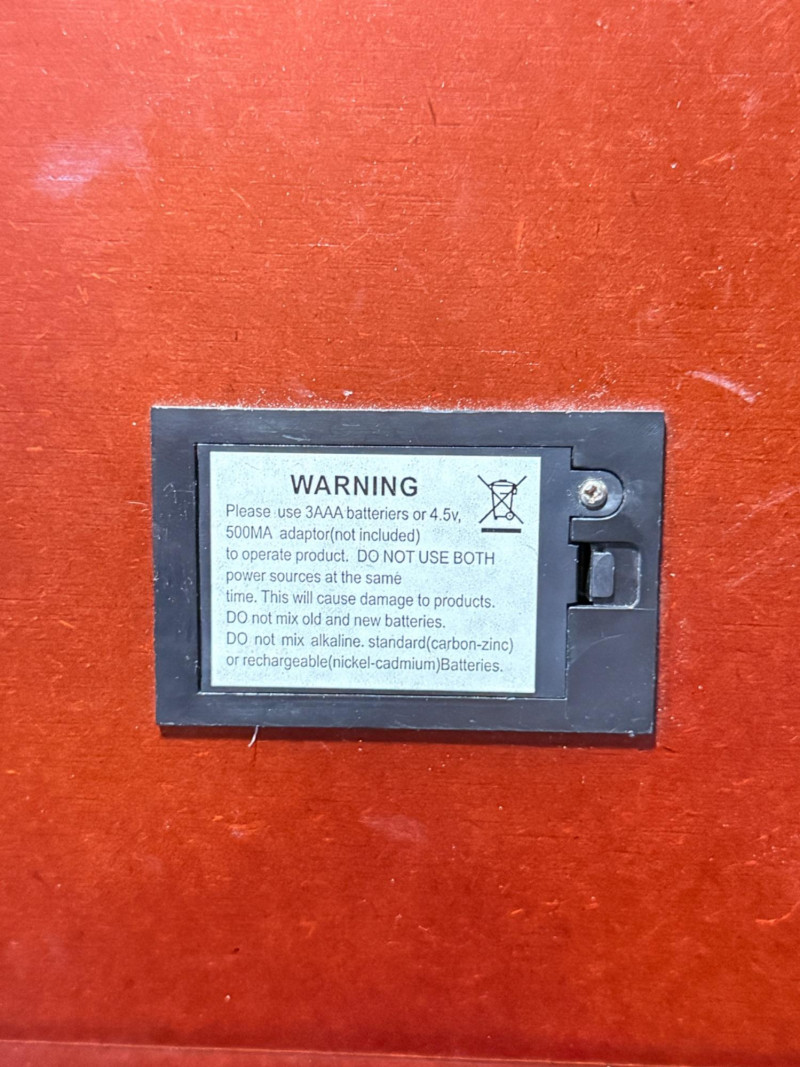 WARNING
Please use 3AAA batteriers or 4.5v,
500MA adaptor(not included)
to operate product. DO NOT USE BOTH
power sources at the same
time. This will cause damage to products.
DO not mix old and new batteries.
DO not mix alkaline. standard(carbon-zinc)
or rechargeable(nickel-cadmium)Batteries.